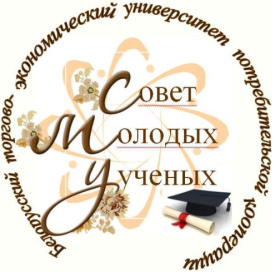 Белорусский торгово-экономический университет потребительской кооперации
Совет
Молодых
Ученых